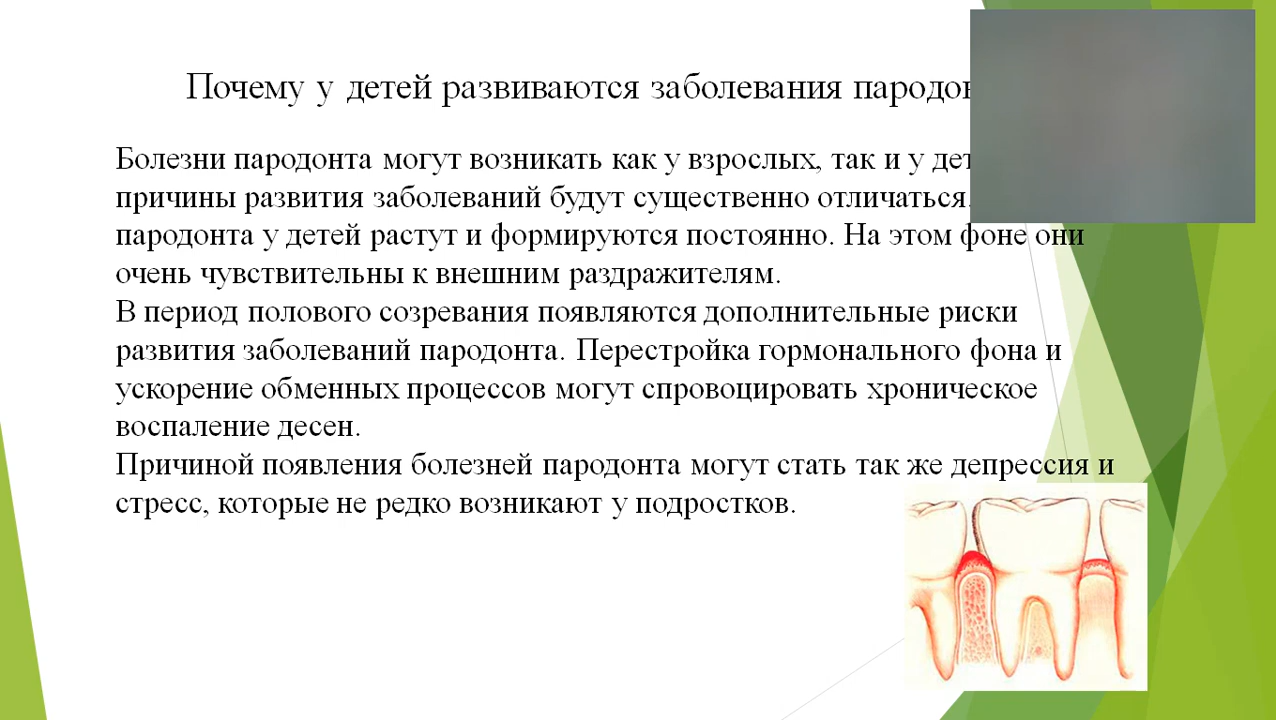 Почему у детей развиваются заболевания
Болезни пародонта могут возникать как у взрослых, так и у
причины развития заболеваний будут существенно отличаться.
пародонта у детей растут и формируются постоянно. На этом фоне они
очень чувствительны к внешним раздражителям.
В период полового созревания появляются дополнительные риски
развития заболеваний пародонта. Перестройка гормонального фона и
ускорение обменных процессов могут спровоцировать хроническое
воспаление десен.
Причиной появления болезней пародонта могут стать так же депрессия и
стресс, которые не редко возникают у подростков.